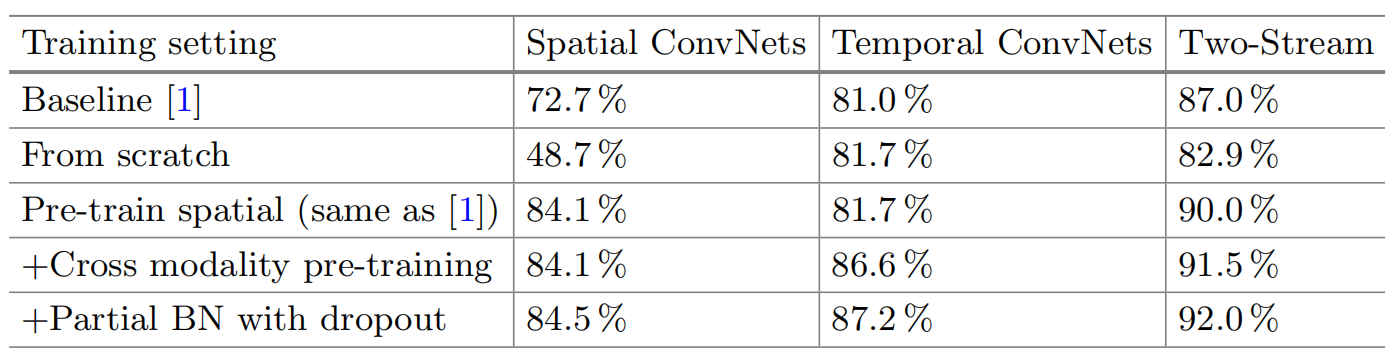 Training setting Spatial ConvNets Temporal ConvNets Two-Stream
Baseline [1] 72.7 % 81.0 % 87.0 %
From scratch 48.7 % 81.7 % 82.9 %
Pre-train spatial (same as [1]) 84.1 % 81.7 % 90.0 %
+Cross modality pre-training 84.1 % 86.6 % 91.5 %
+Partial BN with dropout 84.5 % 87.2 % 92.0 %